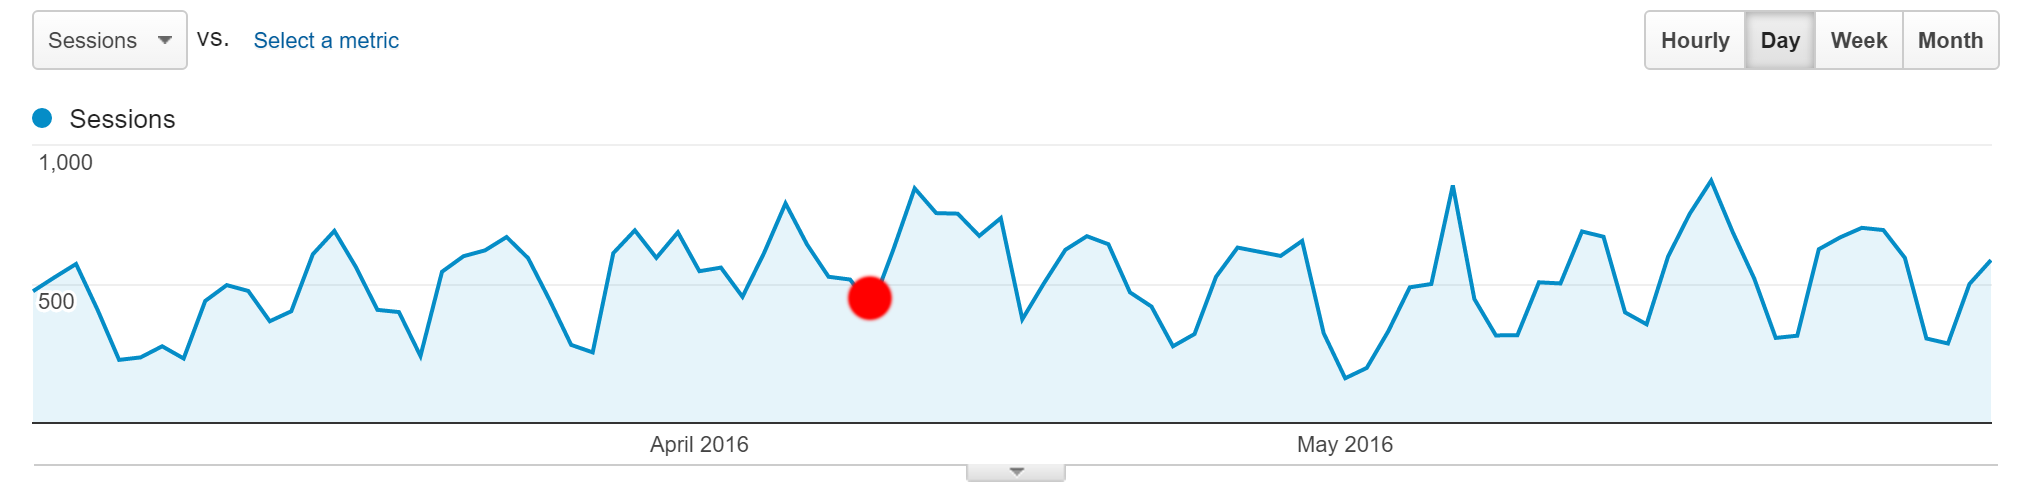 Sessions vs. Select a metric Hourly Day Week Month
Sessions
1,000
500
April 2016 May 2016